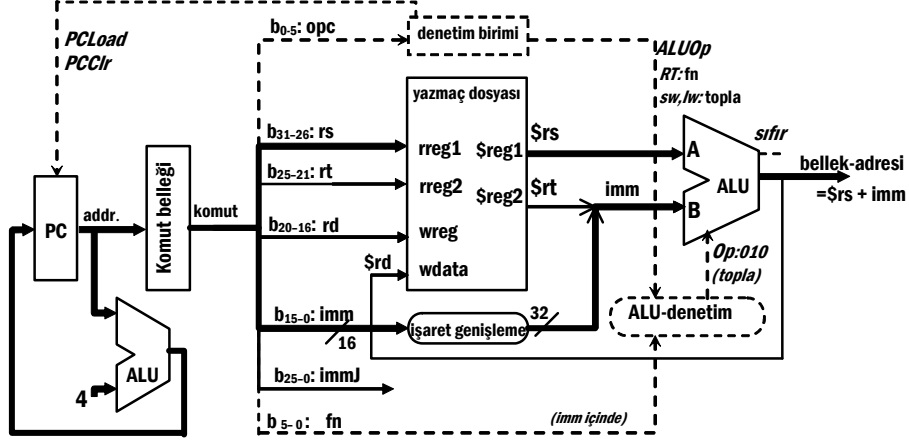 PCLoad
PCClr
b0-5: opc
denetim birimi
ALUOp
RT: fn
sw,lw: topla
yazmaç dosyası
b31-26: rs
rreg1
$reg1
$rs
b25-21: rt
rreg2
$reg2
$rt
b20-16: rd
wreg
$rd
wdata
imm
A
B
ALU
sıfır
bellek-adresi
=$rs + imm
PC
addr.
Komut belleği
komut
Op:010
(topla)
b15-0: imm
16
işaret genişleme
32
ALU-denetim
ALU
4
b25-0: immJ
b 5-0: fn
(imm içinde)